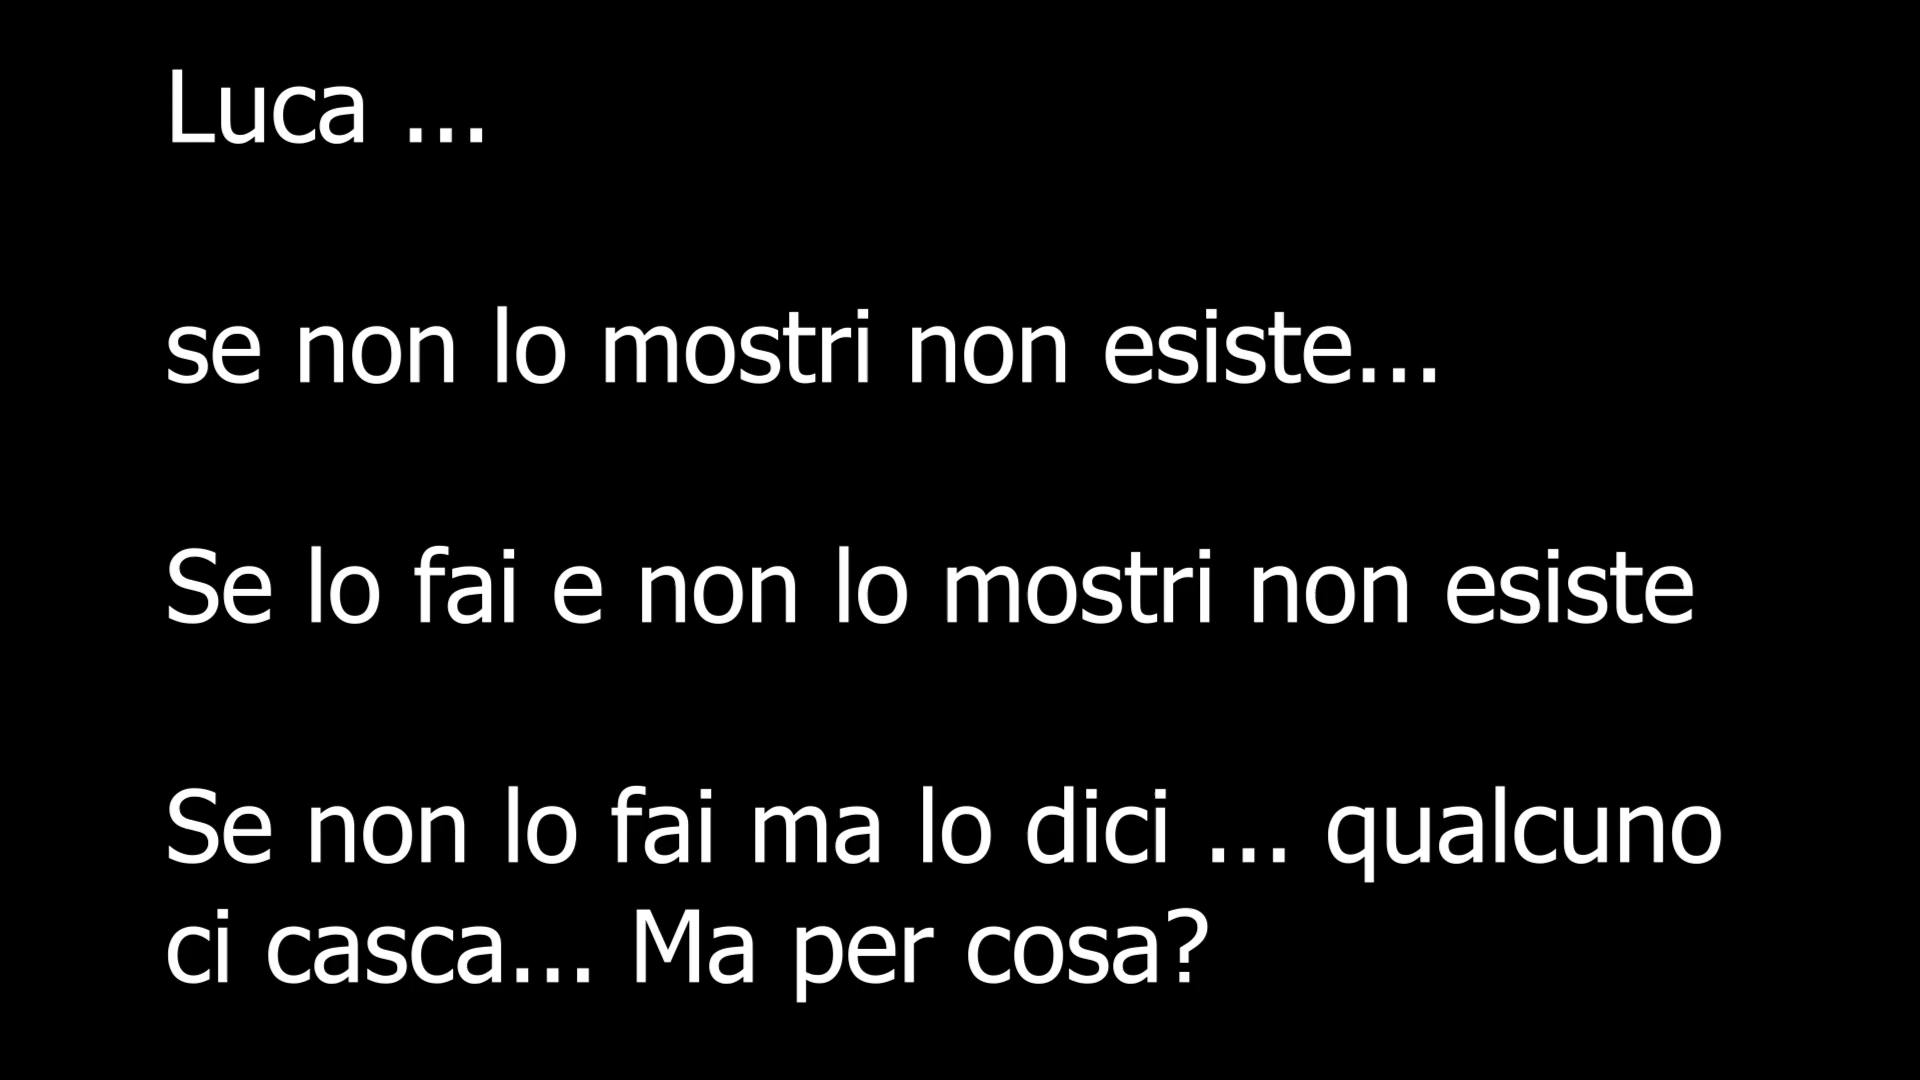 Luca ...
se non lo mostri non esiste...
Se lo fai e non lo mostri non esiste
Se non lo fai ma lo dici ... qualcuno
ci casca... Ma per cosa?